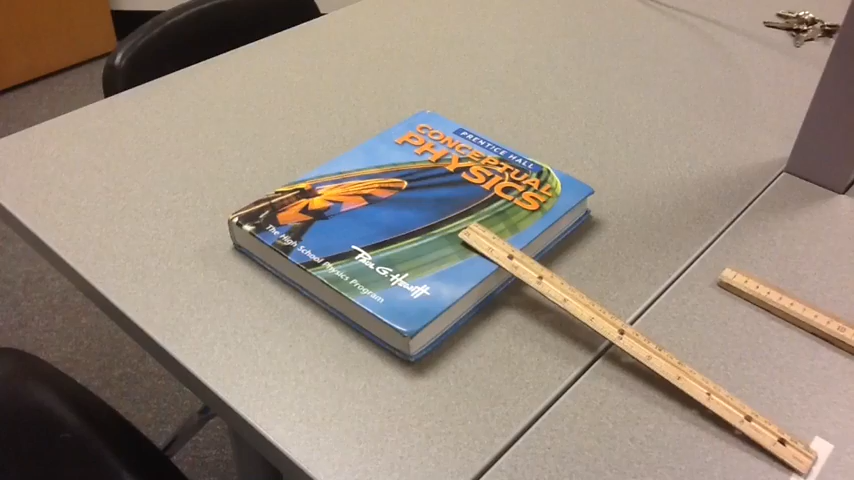 PRENTICE HALL
CONCEPTUAL
PHYSICS
The High School Physics Program
Paul G. Hewitt